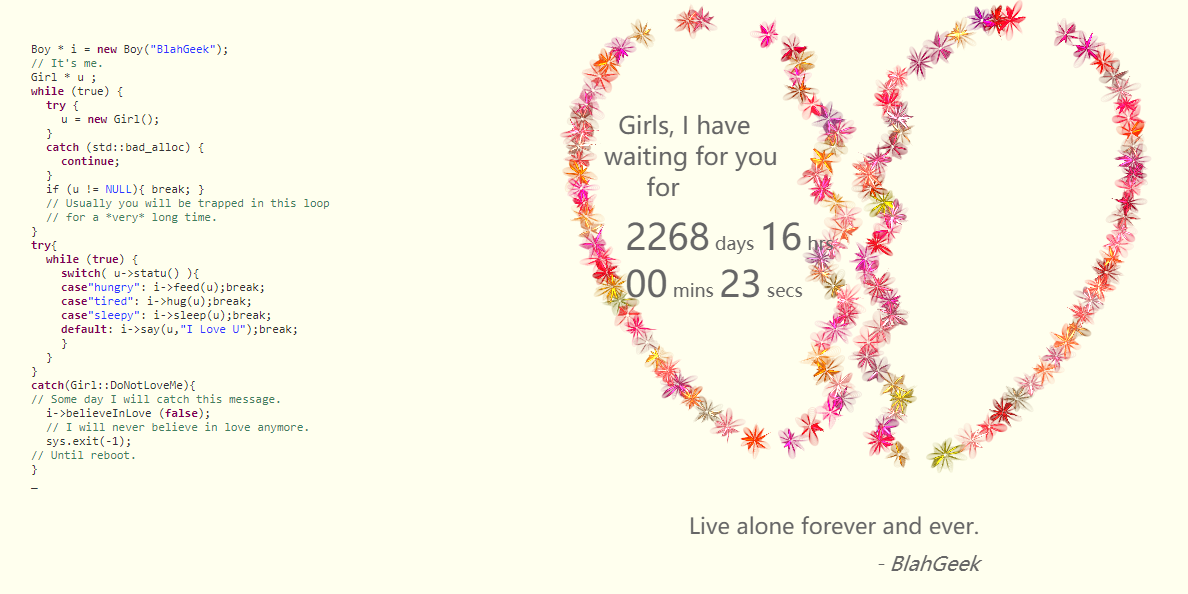 Boy * i = new Boy("BlahGeek");
// It's me.
Girl * u ;
while (true) {
try {
u = new Girl();
}
catch (std::bad_alloc) {
continue;
}
if (u != NULL){ break; }
// Usually you will be trapped in this loop
// for a *very* long time.
}
try{
while (true) {
switch( u->statu() ){
case"hungry": i->feed(u);break;
case"tired": i->hug(u);break;
case"sleepy": i->sleep(u);break;
default: i->say(u,"I Love U");break;
}
}
}
catch(Girl::DoNotLoveMe){
// Some day I will catch this message.
i->believeInLove (false);
// I will never believe in love anymore.
sys.exit(-1);
// Until reboot.
}
_
Girls, I have
waiting for you
for
2268 days 16 hrs
00 mins 23 secs
Live alone forever and ever.
- BlahGeek